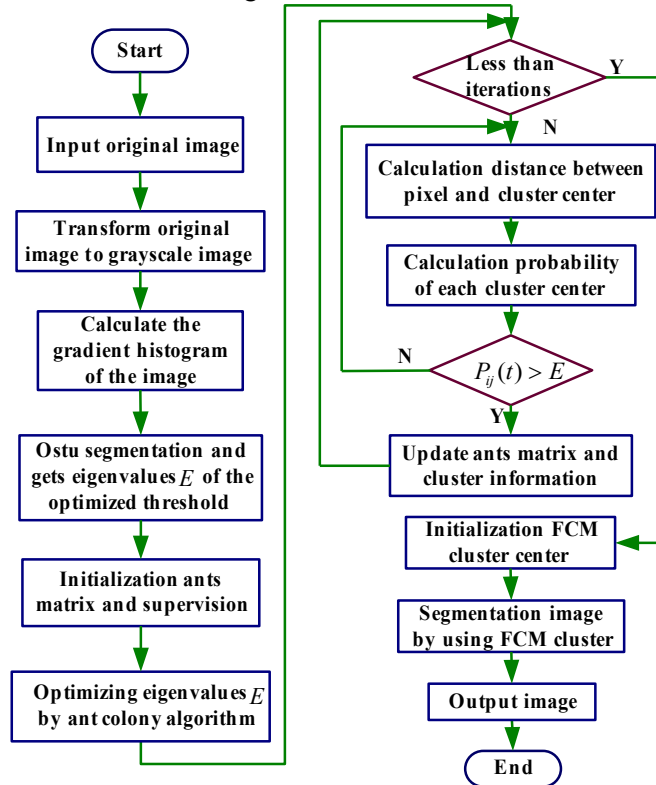 Start
Input original image
Transform original
image to grayscale image
Calculate the
gradient histogram
of the image
Ostu segmentation and
gets eigenvalues E of the
optimized threshold
Initialization ants
matrix and supervision
Optimizing eigenvalues E
by ant colony algorithm
Less than
iterations
Y
N
Calculation distance between
pixel and cluster center
Calculation probability
of each cluster center
N
P_{ij}(t) > E
Y
Update ants matrix and
cluster information
Initialization FCM
cluster center
Segmentation image
by using FCM cluster
Output image
End